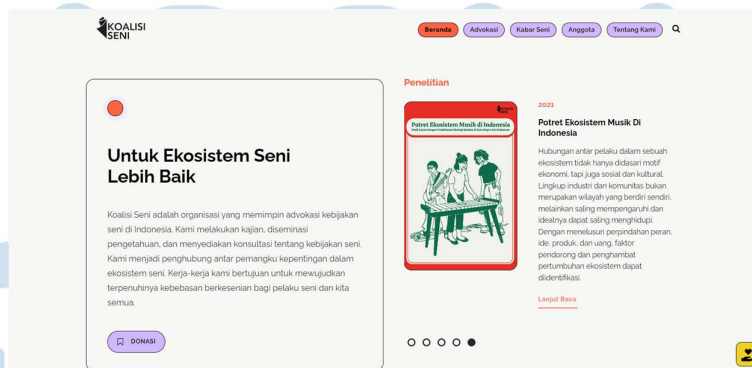 KOALISI
SENI
Beranda
Advokasi
Kabar Seni
Anggota
Tentang Kami
Untuk Ekosistem Seni
Lebih Baik
Koalisi Seni adalah organisasi yang memimpin advokasi kebijakan
seni di Indonesia. Kami melakukan kajian, diseminasi
pengetahuan, dan menyediakan konsultasi tentang kebijakan seni.
Kami menjadi penghubung antar pemangku kepentingan dalam
ekosistem seni. Kerja-kerja kami bertujuan untuk mewujudkan
terpenuhinya kebebasan berkesenian bagi pelaku seni dan kita
semua.
DONASI
Penelitian
Potret Ekosistem Musik di Indonesia
2021
Potret Ekosistem Musik Di
Indonesia
Hubungan antar pelaku dalam sebuah
ekosistem tidak hanya didasari motif
ekonomi, tapi juga sosial dan kultural.
Lingkup industri dan komunitas bukan
merupakan wilayah yang berdiri sendiri,
melainkan saling mempengaruhi dan
idealnya dapat saling menghidupi.
Dengan menelusuri perpindahan peran,
ide, produk, dan uang, faktor
pendorong dan penghambat
pertumbuhan ekosistem dapat
diidentifikasi.
Lanjut Baca